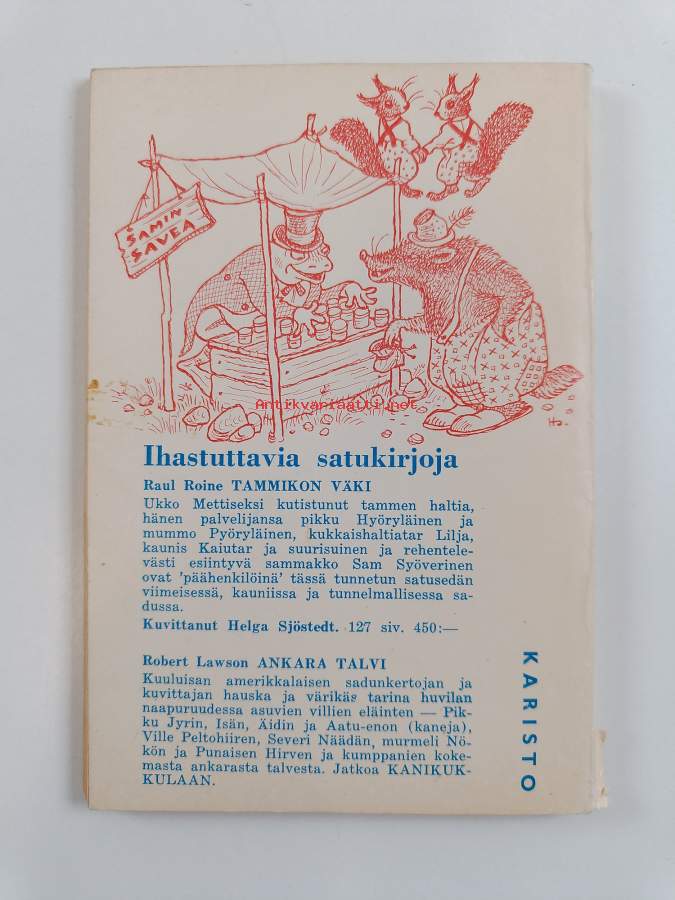 SAMIN
SAVEA
Antikvariaatti.net
Hs.
Ihastuttavia satukirjoja
Raul Roine TAMMIKON VÄKI
Ukko Mettiseksi kutistunut tammen haltia,
hänen palvelijansa pikku Hyöryläinen ja
mummo Pyöryläinen, kukkaishaltiatar Lilja,
kaunis Kaiutar ja suurisuinen ja rehentele-
västi esiintyvä sammakko Sam Syöverinen
ovat 'päähenkilöinä' tässä tunnetun satusedän
viimeisessä, kauniissa ja tunnelmallisessa sa-
dussa.
Kuvittanut Helga Sjöstedt. 127 siv. 450:—
Robert Lawson ANKARA TALVI
Kuuluisan amerikkalaisen sadunkertojan ja
kuvittajan hauska ja värikäs tarina huvilan
naapuruudessa asuvien villien eläinten — Pik-
ku Jyrin, Isän, Äidin ja Aatu-enon (kaneja),
Ville Peltohiiren, Severi Näädän, murmeli Nö-
kön ja Punaisen Hirven ja kumppanien koke-
masta ankarasta talvesta. Jatkoa KANIKUK-
KULAAN.
KARISTO